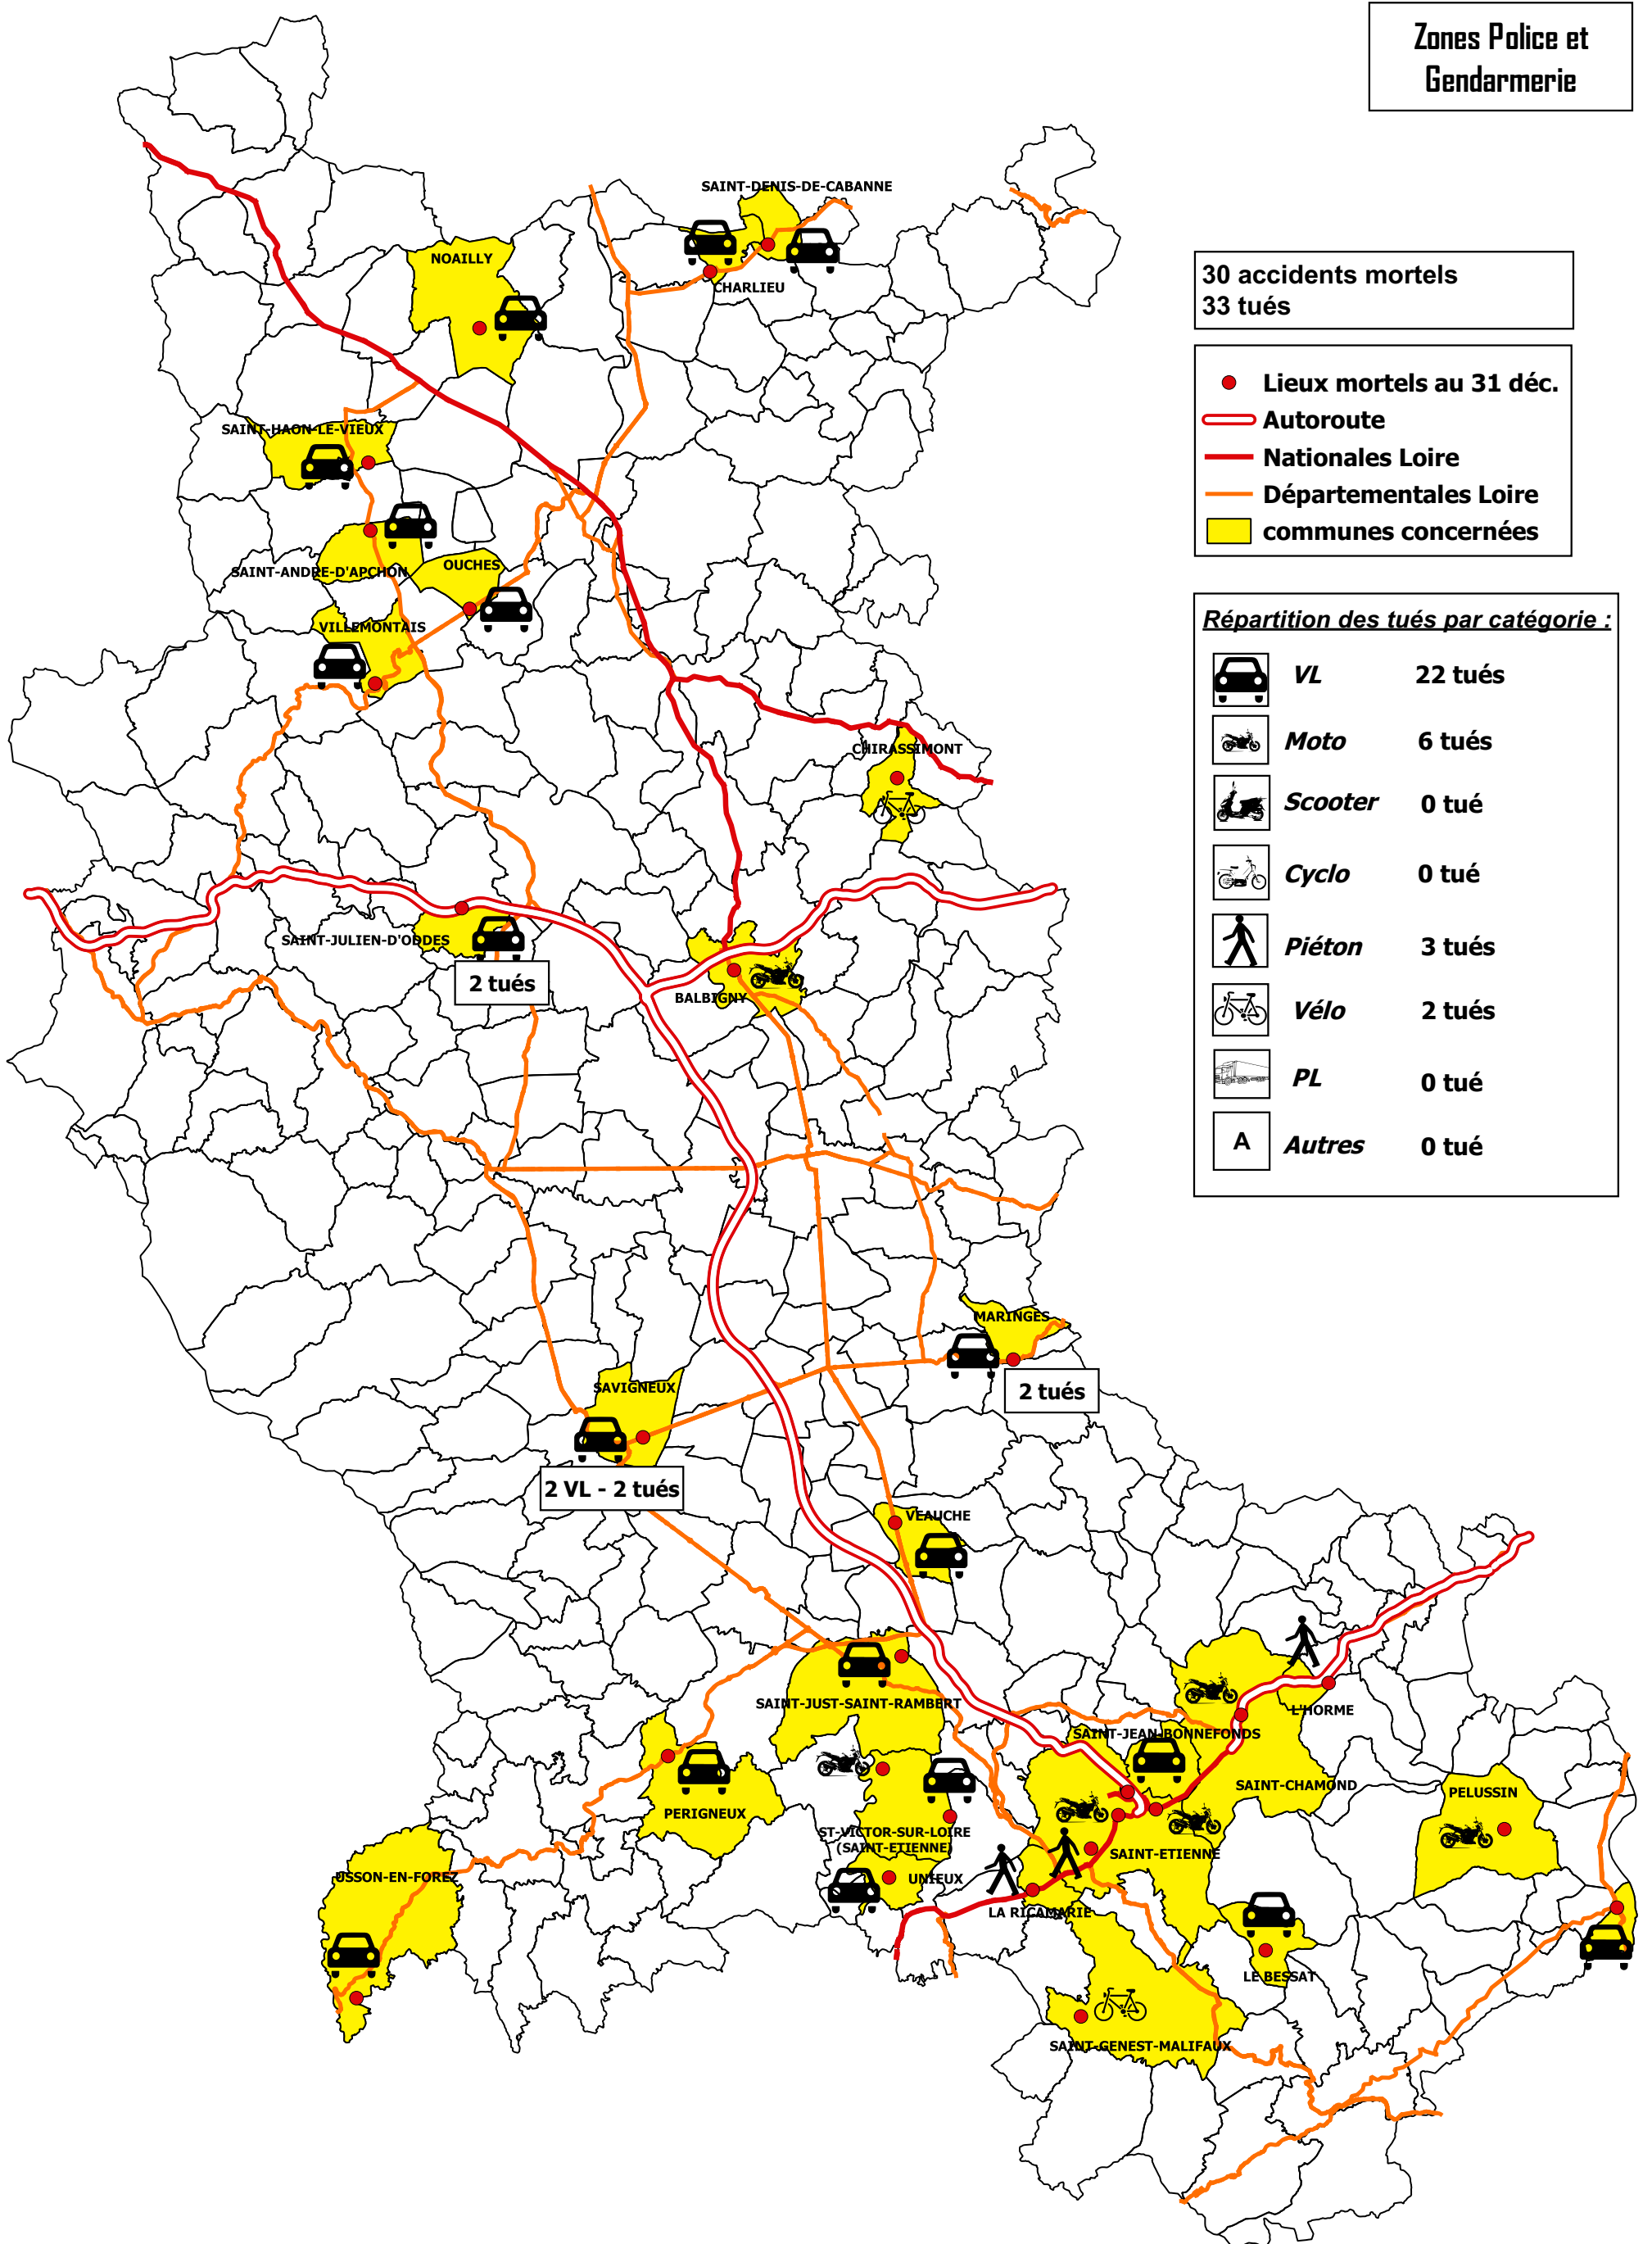 Zones Police et
Gendarmerie
30 accidents mortels
33 tués
Lieux mortels au 31 déc.
Autoroute
Nationales Loire
Départementales Loire
communes concernées
Répartition des tués par catégorie :
VL 22 tués
Moto 6 tués
Scooter 0 tué
Cyclo 0 tué
Piéton 3 tués
Vélo 2 tués
PL 0 tué
A Autres 0 tué
SAINT-DENIS-DE-CABANNE
NOAILLY
CHARLIEU
SAINT-HAON-LE-VIEUX
OUCHES
SAINT-ANDRE-D'APCHON
VILLEMONTAIS
CHIRASSIMONT
SAINT-JULIEN-D'ODDES
2 tués
BALBIGNY
MARINGES
2 tués
SAVIGNEUX
2 VL - 2 tués
VEAUCHE
SAINT-JUST-SAINT-RAMBERT
L'HORME
SAINT-JEAN-BONNEFONDS
SAINT-CHAMOND
PELUSSIN
PERIGNEUX
ST-VICTOR-SUR-LOIRE
(SAINT-ETIENNE)
SAINT-ETIENNE
USSON-EN-FOREZ
UNIEUX
LA RICAMARIE
LE BESSAT
SAINT-GENEST-MALIFAUX